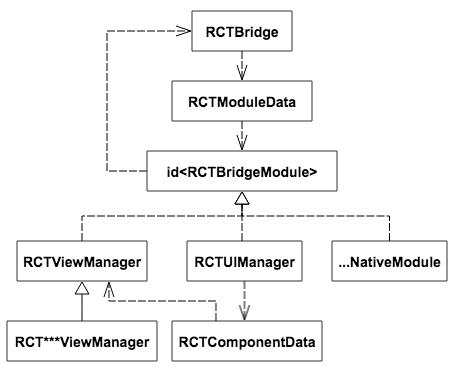 RCTBridge
RCTModuleData
id<RCTBridgeModule>
RCTViewManager
RCTUIManager
...NativeModule
RCT***ViewManager
RCTComponentData